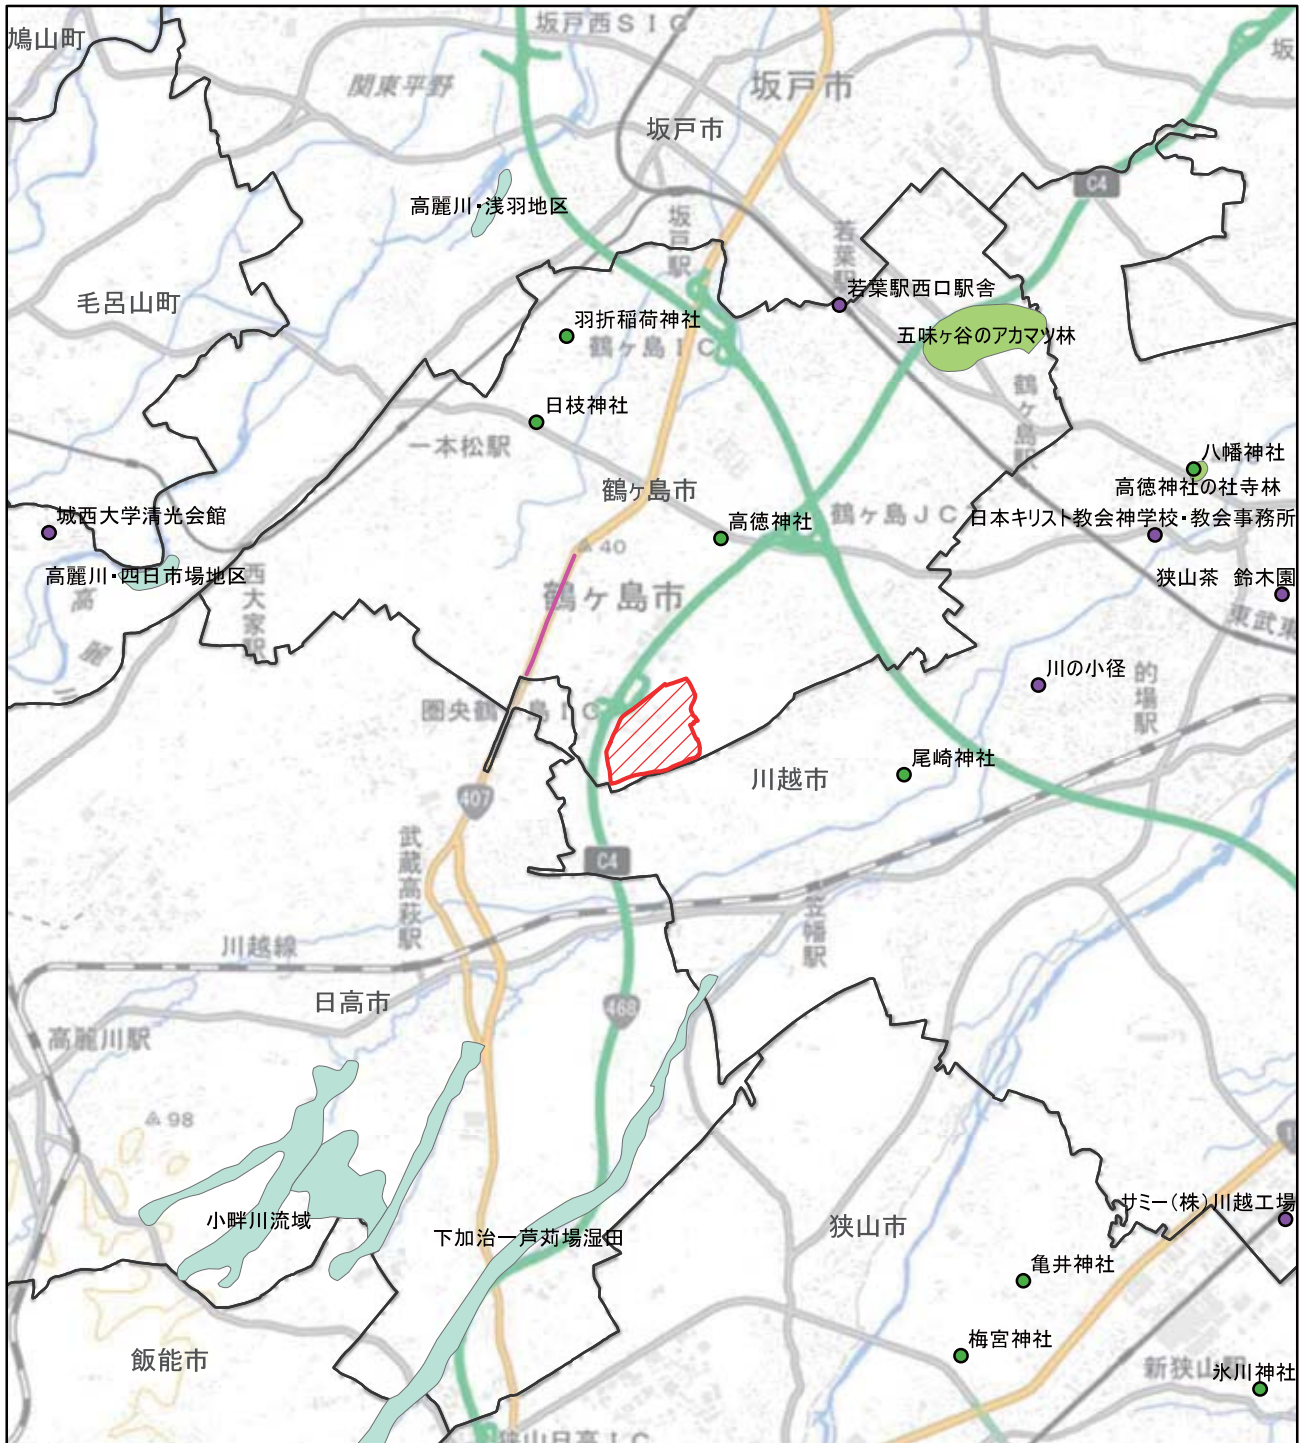 鳩山町
坂戸西ＳＩＣ
坂
関東平野
坂戸市
坂戸市
C4
高麗川・浅羽地区
坂戸駅
若葉駅
毛呂山町
若葉駅西口駅舎
羽折稲荷神社
鶴ヶ島ＩＣ
五味ヶ谷のアカマツ林
日枝神社
鶴ヶ島駅
一本松駅
八幡神社
鶴ヶ島市
高徳神社の社寺林
城西大学清光会館
高徳神社
鶴ヶ島ＪＣ
日本キリスト教会神学校・教会事務所
40
高麗川・四日市場地区
西大家駅
狭山茶　鈴木園
高麗川
鶴ヶ島市
東武東
川の小径
的場駅
圏央鶴ヶ島ＩＣ
尾崎神社
川越市
407
武蔵高萩駅
C4
笠幡駅
川越線
日高市
468
高麗川駅
98
小畔川流域
下加治－芦苅場湿田
狭山市
サミー（株）川越工場
亀井神社
飯能市
梅宮神社
新狭山駅
氷川神社
狭山日高ＩＣ